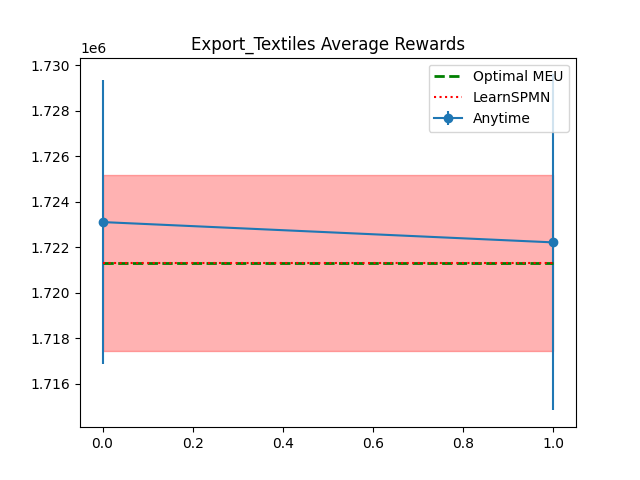 Export_Textiles Average Rewards
1e6
1.730
1.728
1.726
1.724
1.722
1.720
1.718
1.716
Optimal MEU
LearnSPMN
Anytime
0.0 0.2 0.4 0.6 0.8 1.0